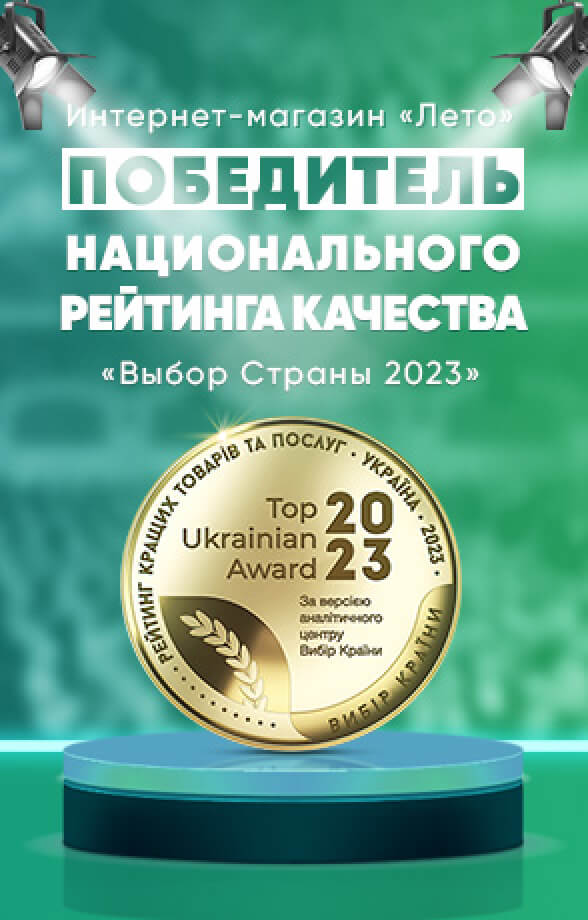 Интернет-магазин «Лето»
ПОБЕДИТЕЛЬ
НАЦИОНАЛЬНОГО
РЕЙТИНГА КАЧЕСТВА
«Выбор Страны 2023»
• РЕЙТИНГ КРАЩИХ ТОВАРІВ ТА ПОСЛУГ • УКРАЇНА • 2023 •
Top
Ukrainian
Award
20
23
За версією
аналітичного
центру
Вибір Країни
ВИБІР КРАЇНИ